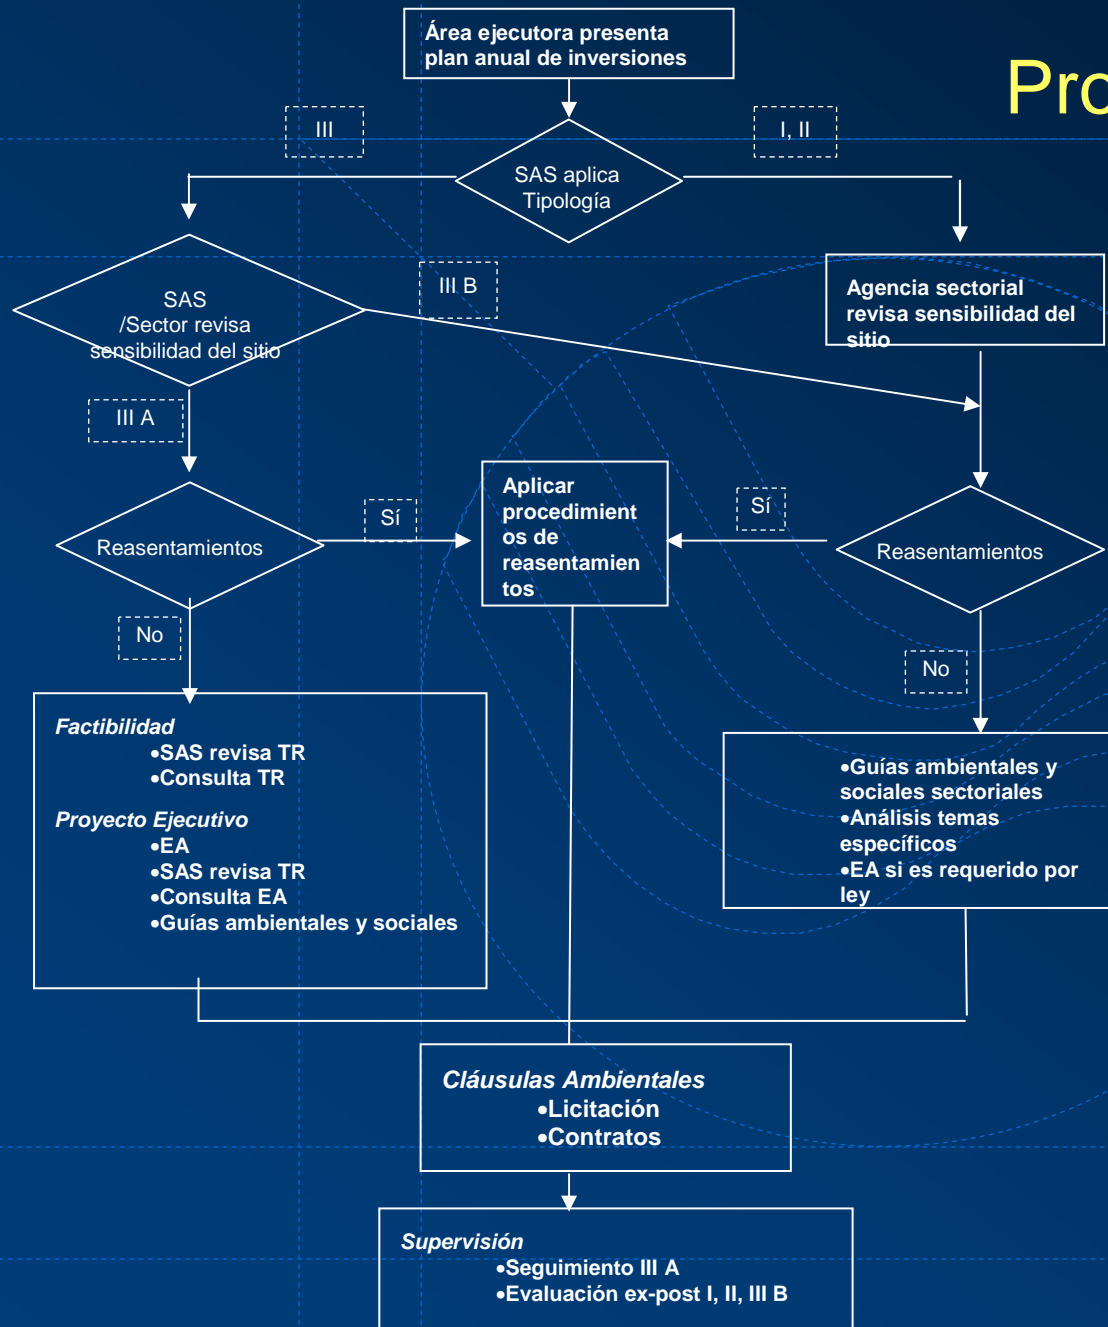 Área ejecutora presenta
plan anual de inversiones
Pro
III
I, II
SAS aplica
Tipología
SAS
/Sector revisa
sensibilidad del sitio
III B
Agencia sectorial
revisa sensibilidad del
sitio
III A
Reasentamientos
Sí
Aplicar
procedimient
os de
reasentamien
tos
Sí
Reasentamientos
No
No
Factibilidad
•SAS revisa TR
•Consulta TR
Proyecto Ejecutivo
•EA
•SAS revisa TR
•Consulta EA
•Guías ambientales y sociales
•Guías ambientales y
sociales sectoriales
•Análisis temas
específicos
•EA si es requerido por
ley
Cláusulas Ambientales
•Licitación
•Contratos
Supervisión
•Seguimiento III A
•Evaluación ex-post I, II, III B